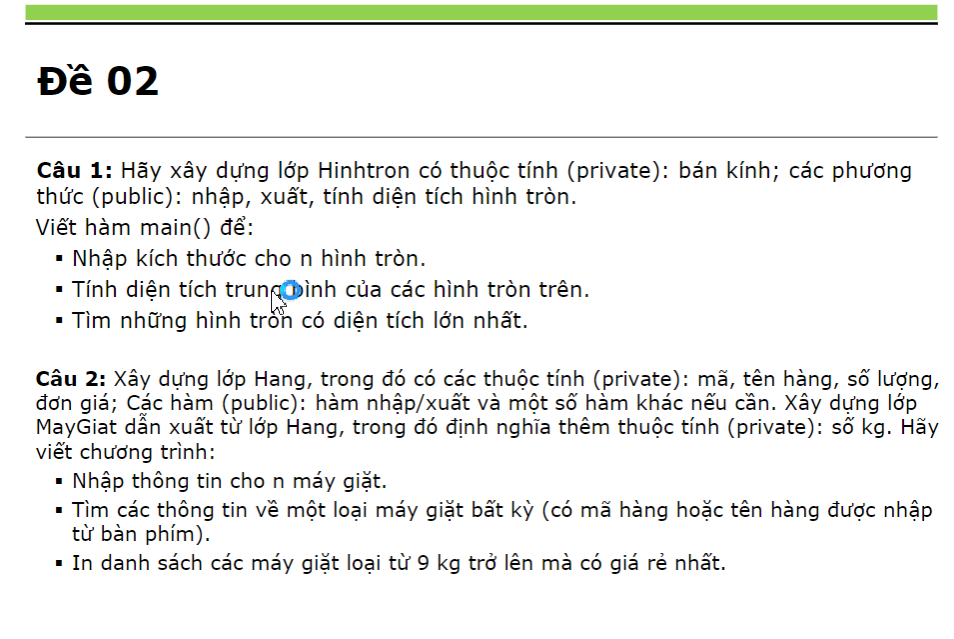 Đề 02
Câu 1: Hãy xây dựng lớp Hinhtron có thuộc tính (private): bán kính; các phương
thức (public): nhập, xuất, tính diện tích hình tròn.
Viết hàm main() để:
▪ Nhập kích thước cho n hình tròn.
▪ Tính diện tích trung bình của các hình tròn trên.
▪ Tìm những hình tròn có diện tích lớn nhất.
Câu 2: Xây dựng lớp Hang, trong đó có các thuộc tính (private): mã, tên hàng, số lượng,
đơn giá; Các hàm (public): hàm nhập/xuất và một số hàm khác nếu cần. Xây dựng lớp
MayGiat dẫn xuất từ lớp Hang, trong đó định nghĩa thêm thuộc tính (private): số kg. Hãy
viết chương trình:
▪ Nhập thông tin cho n máy giặt.
▪ Tìm các thông tin về một loại máy giặt bất kỳ (có mã hàng hoặc tên hàng được nhập
từ bàn phím).
▪ In danh sách các máy giặt loại từ 9 kg trở lên mà có giá rẻ nhất.